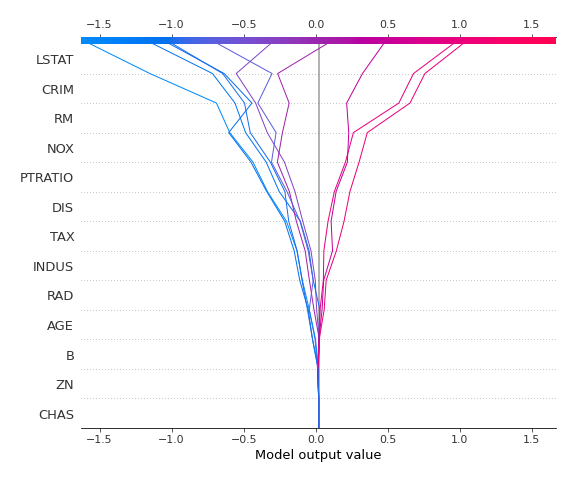 −1.5 −1.0 −0.5 0.0 0.5 1.0 1.5
LSTAT
CRIM
RM
NOX
PTRATIO
DIS
TAX
INDUS
RAD
AGE
B
ZN
CHAS
−1.5 −1.0 −0.5 0.0 0.5 1.0 1.5
Model output value